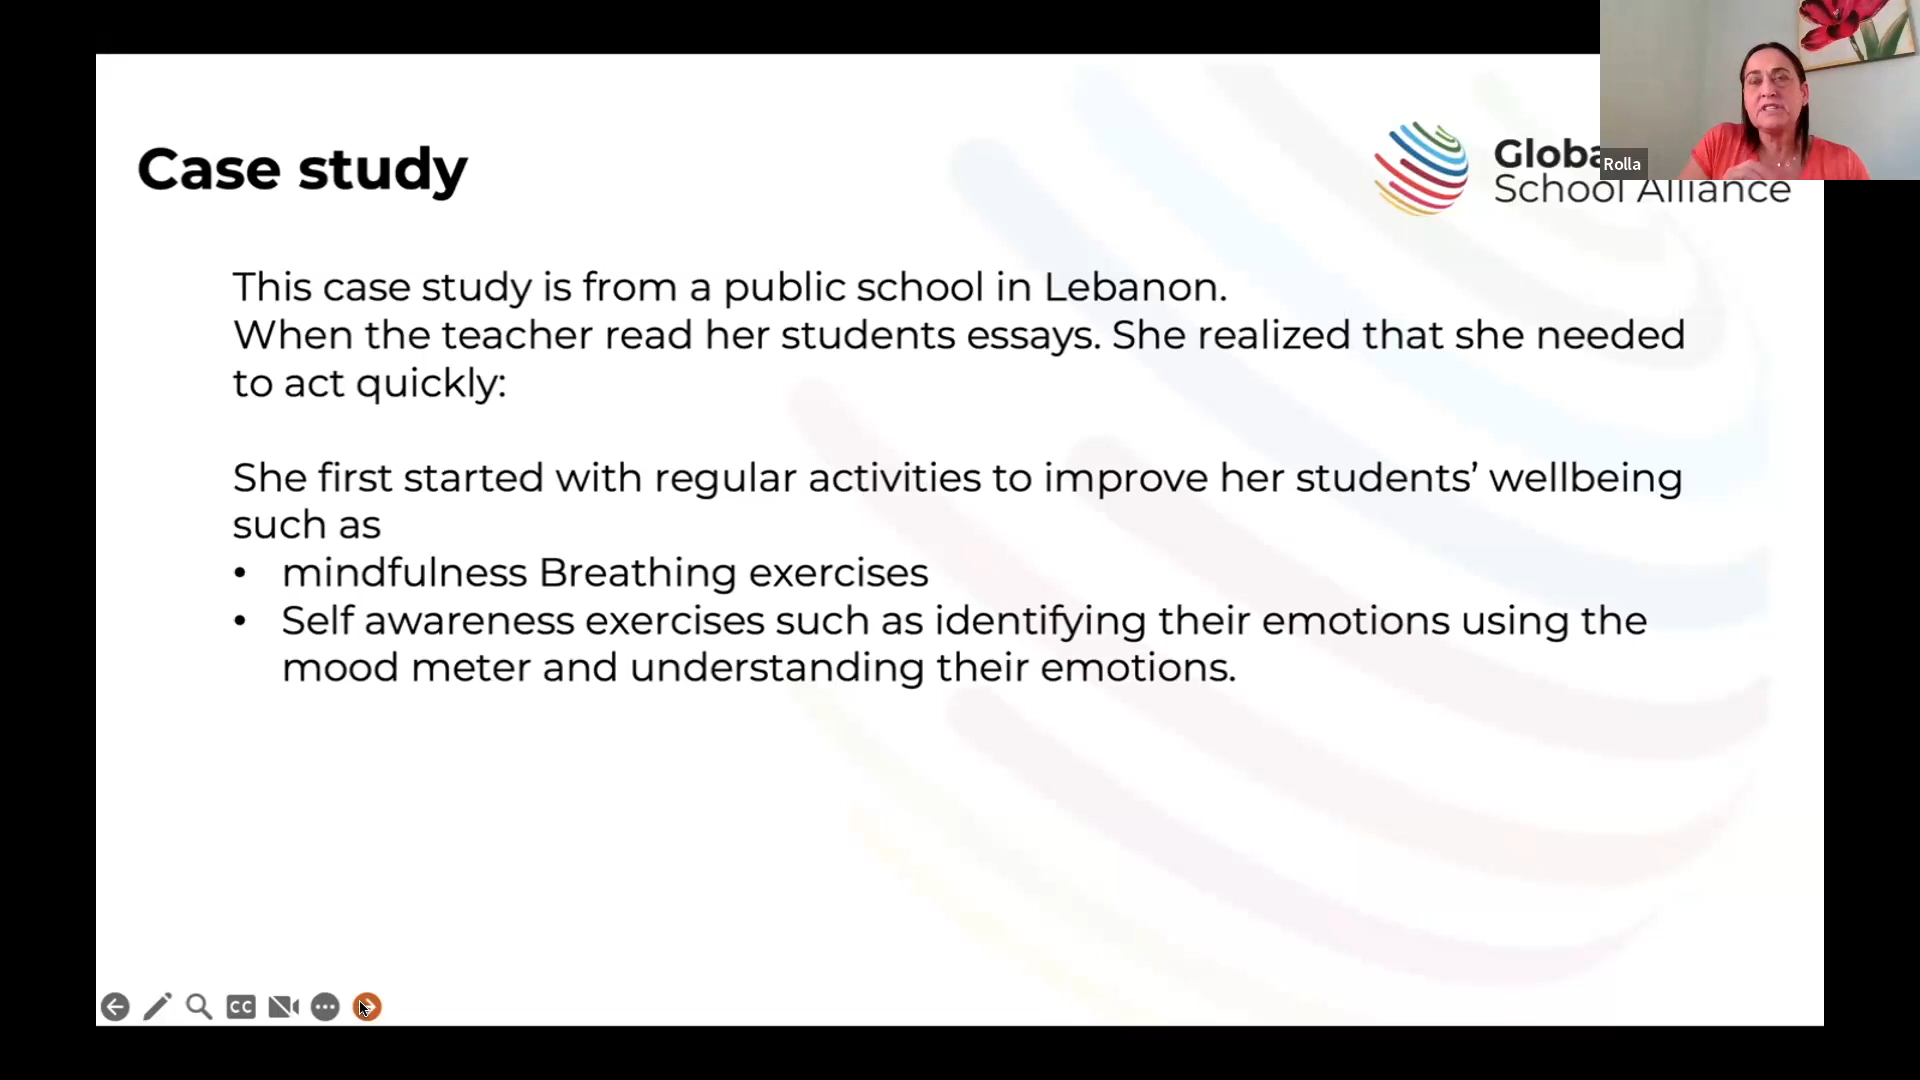 Case study
School Alliance
Rolla
This case study is from a public school in Lebanon.
When the teacher read her students essays. She realized that she needed
to act quickly:
She first started with regular activities to improve her students’ wellbeing
such as
• mindfulness Breathing exercises
• Self awareness exercises such as identifying their emotions using the
mood meter and understanding their emotions.
CC